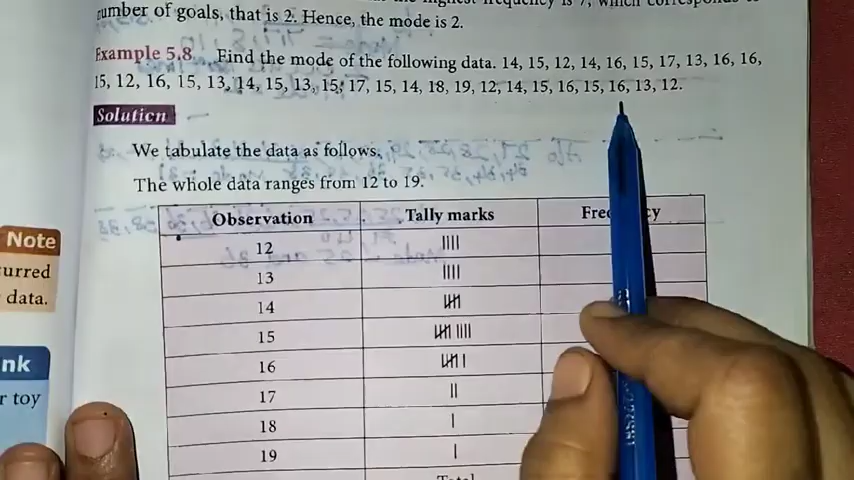 number of goals, that is 2. Hence, the mode is 2.
Example 5.8 Find the mode of the following data. 14, 15, 12, 14, 16, 15, 17, 13, 16, 16,
15, 12, 16, 15, 13, 14, 15, 13, 15, 17, 15, 14, 18, 19, 12, 14, 15, 16, 15, 16, 13, 12.
Solution
We tabulate the data as follows,
The whole data ranges from 12 to 19.
Observation Tally marks
12 ||||
13 ||||
14 𝍸
15 𝍸 ||||
16 𝍸 |
17 ||
18 |
19 |
Note
urred
data.
nk
r toy